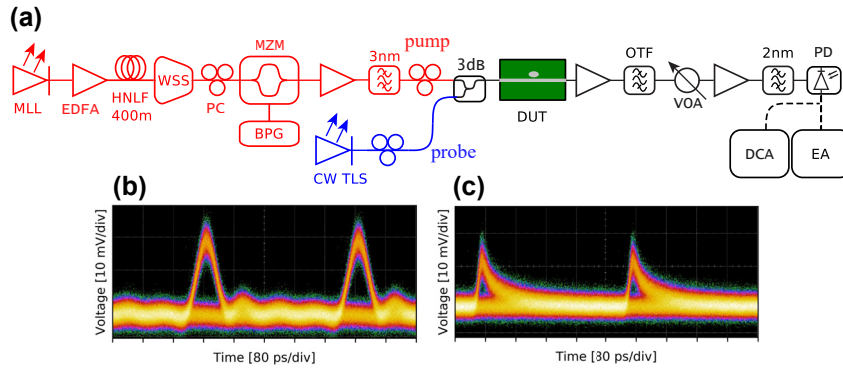 (a)
MLL
EDFA
HNLF
400m
WSS
PC
MZM
BPG
3nm
pump
3dB
CW TLS
probe
DUT
OTF
VOA
2nm
PD
DCA
EA
(b)
Voltage [10 mV/div]
Time [80 ps/div]
(c)
Voltage [10 mV/div]
Time [80 ps/div]